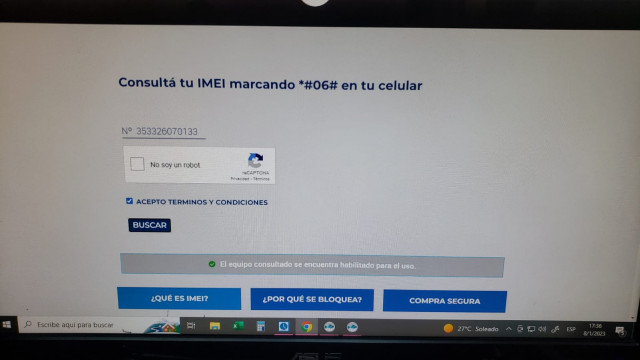 Consultá tu IMEI marcando *#06# en tu celular
Nº 353326070133
No soy un robot
reCAPTCHA
Privacidad - Términos
ACEPTO TERMINOS Y CONDICIONES
BUSCAR
El equipo consultado se encuentra habilitado para el uso.
¿QUÉ ES IMEI?
¿POR QUÉ SE BLOQUEA?
COMPRA SEGURA
Escribe aquí para buscar
27°C Soleado
ESP
8/1/2023